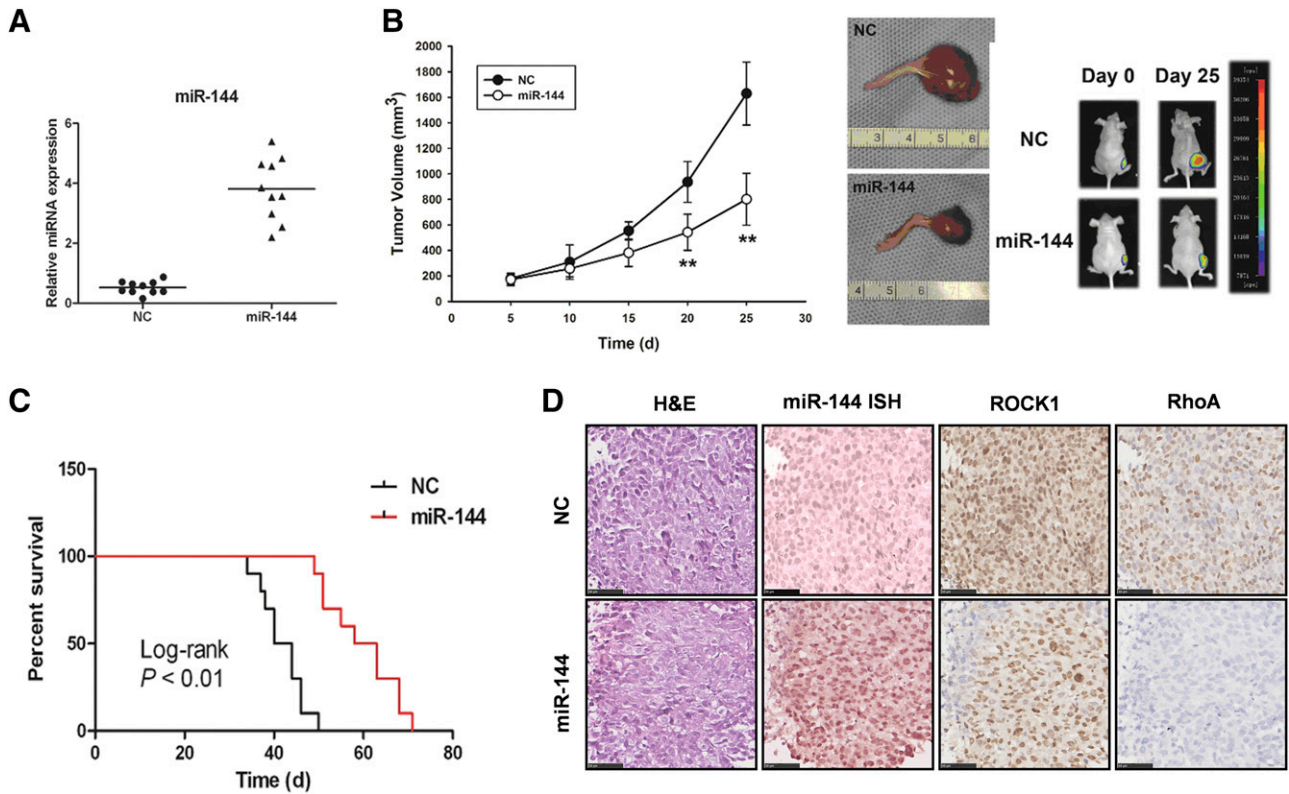 A
miR-144
Relative miRNA expression
6
4
2
0
NC
miR-144
B
Tumor Volume (mm3)
2000
1800
1600
1400
1200
1000
800
600
400
200
0
NC
miR-144
**
**
0
5
10
15
20
25
30
Time (d)
NC
3 4 5 6
miR-144
4 5 6 7
Day 0
Day 25
NC
miR-144
C
Percent survival
150
100
50
0
NC
miR-144
Log-rank
P < 0.01
0
20
40
60
80
Time (d)
D
H&E
miR-144 ISH
ROCK1
RhoA
NC
miR-144